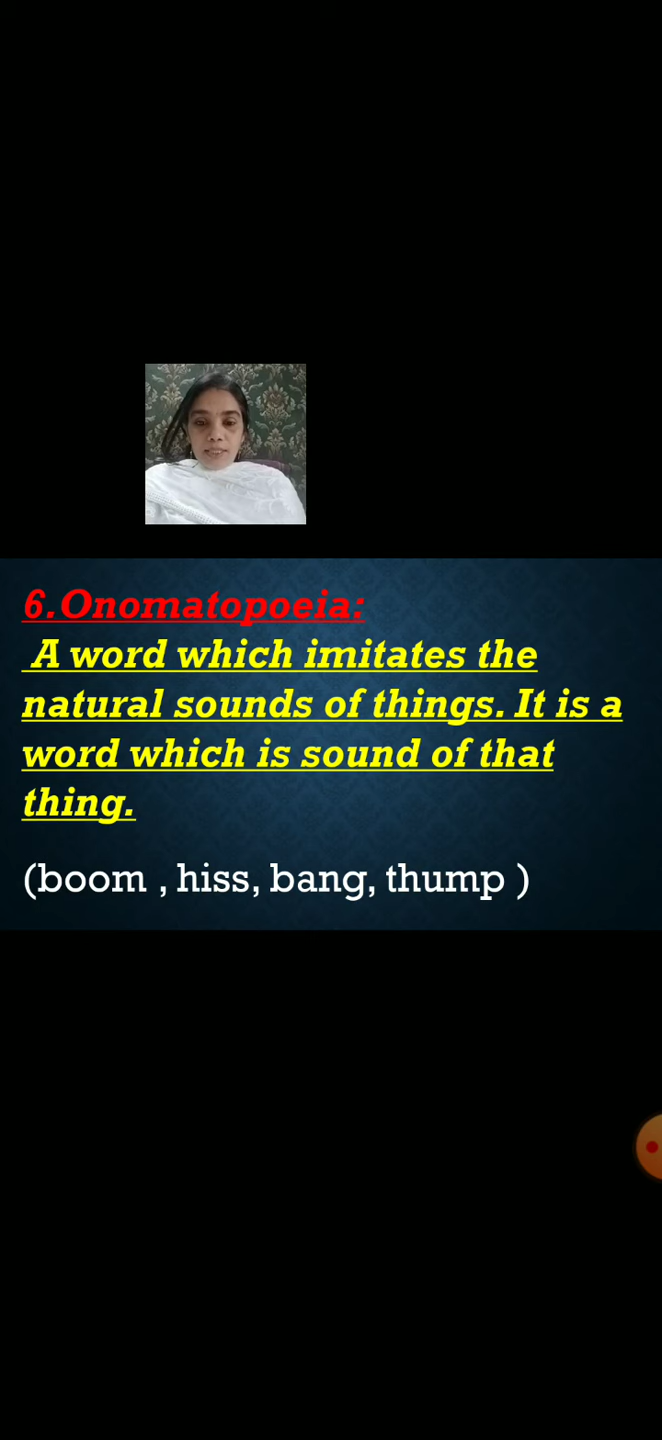 6.Onomatopoeia:
A word which imitates the
natural sounds of things. It is a
word which is sound of that
thing.
(boom , hiss, bang, thump )